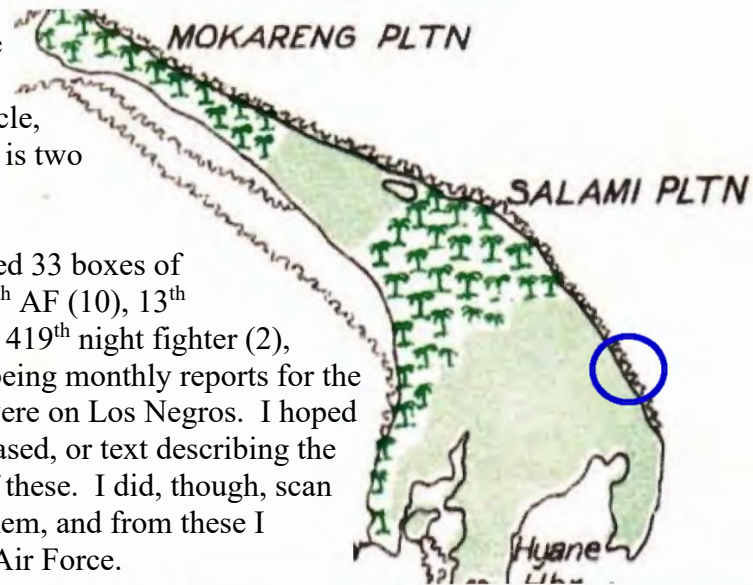 MOKARENG PLTN
cle,
is two
SALAMI PLTN
ed 33 boxes of
th AF (10), 13th
419th night fighter (2),
being monthly reports for the
were on Los Negros. I hoped
ased, or text describing the
these. I did, though, scan
em, and from these I
Air Force.
Hyane